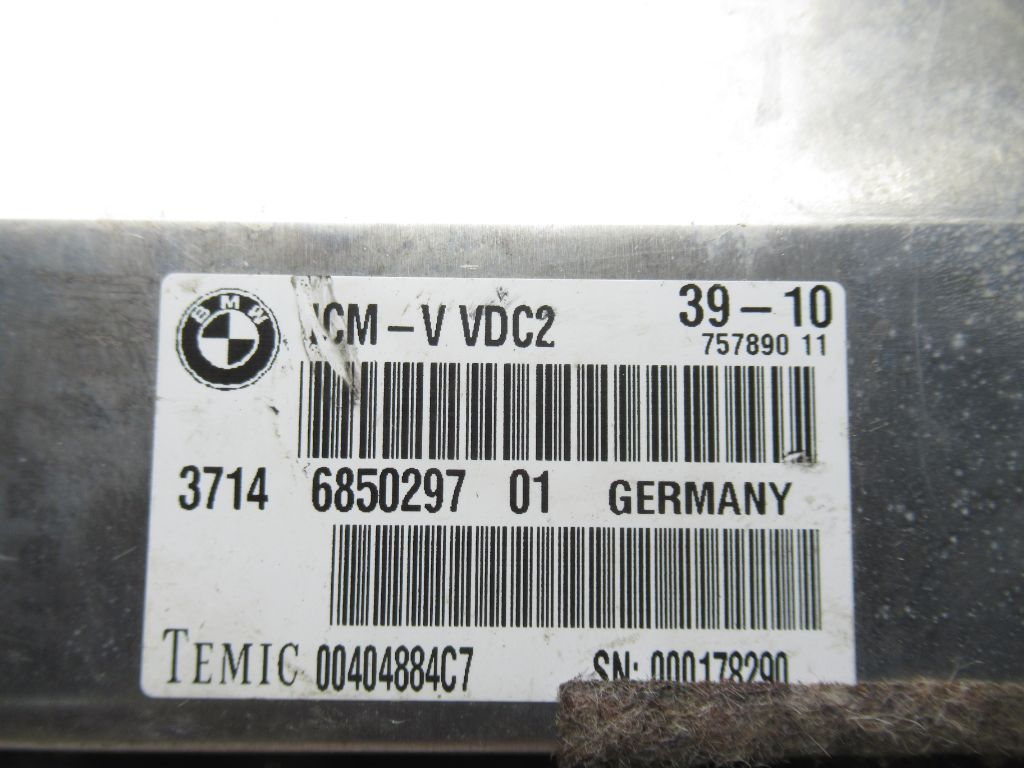 BMW
ICM – V VDC2
39 – 10
757890 11
3714 6850297 01 GERMANY
TEMIC 00404884C7 SN: 000178290